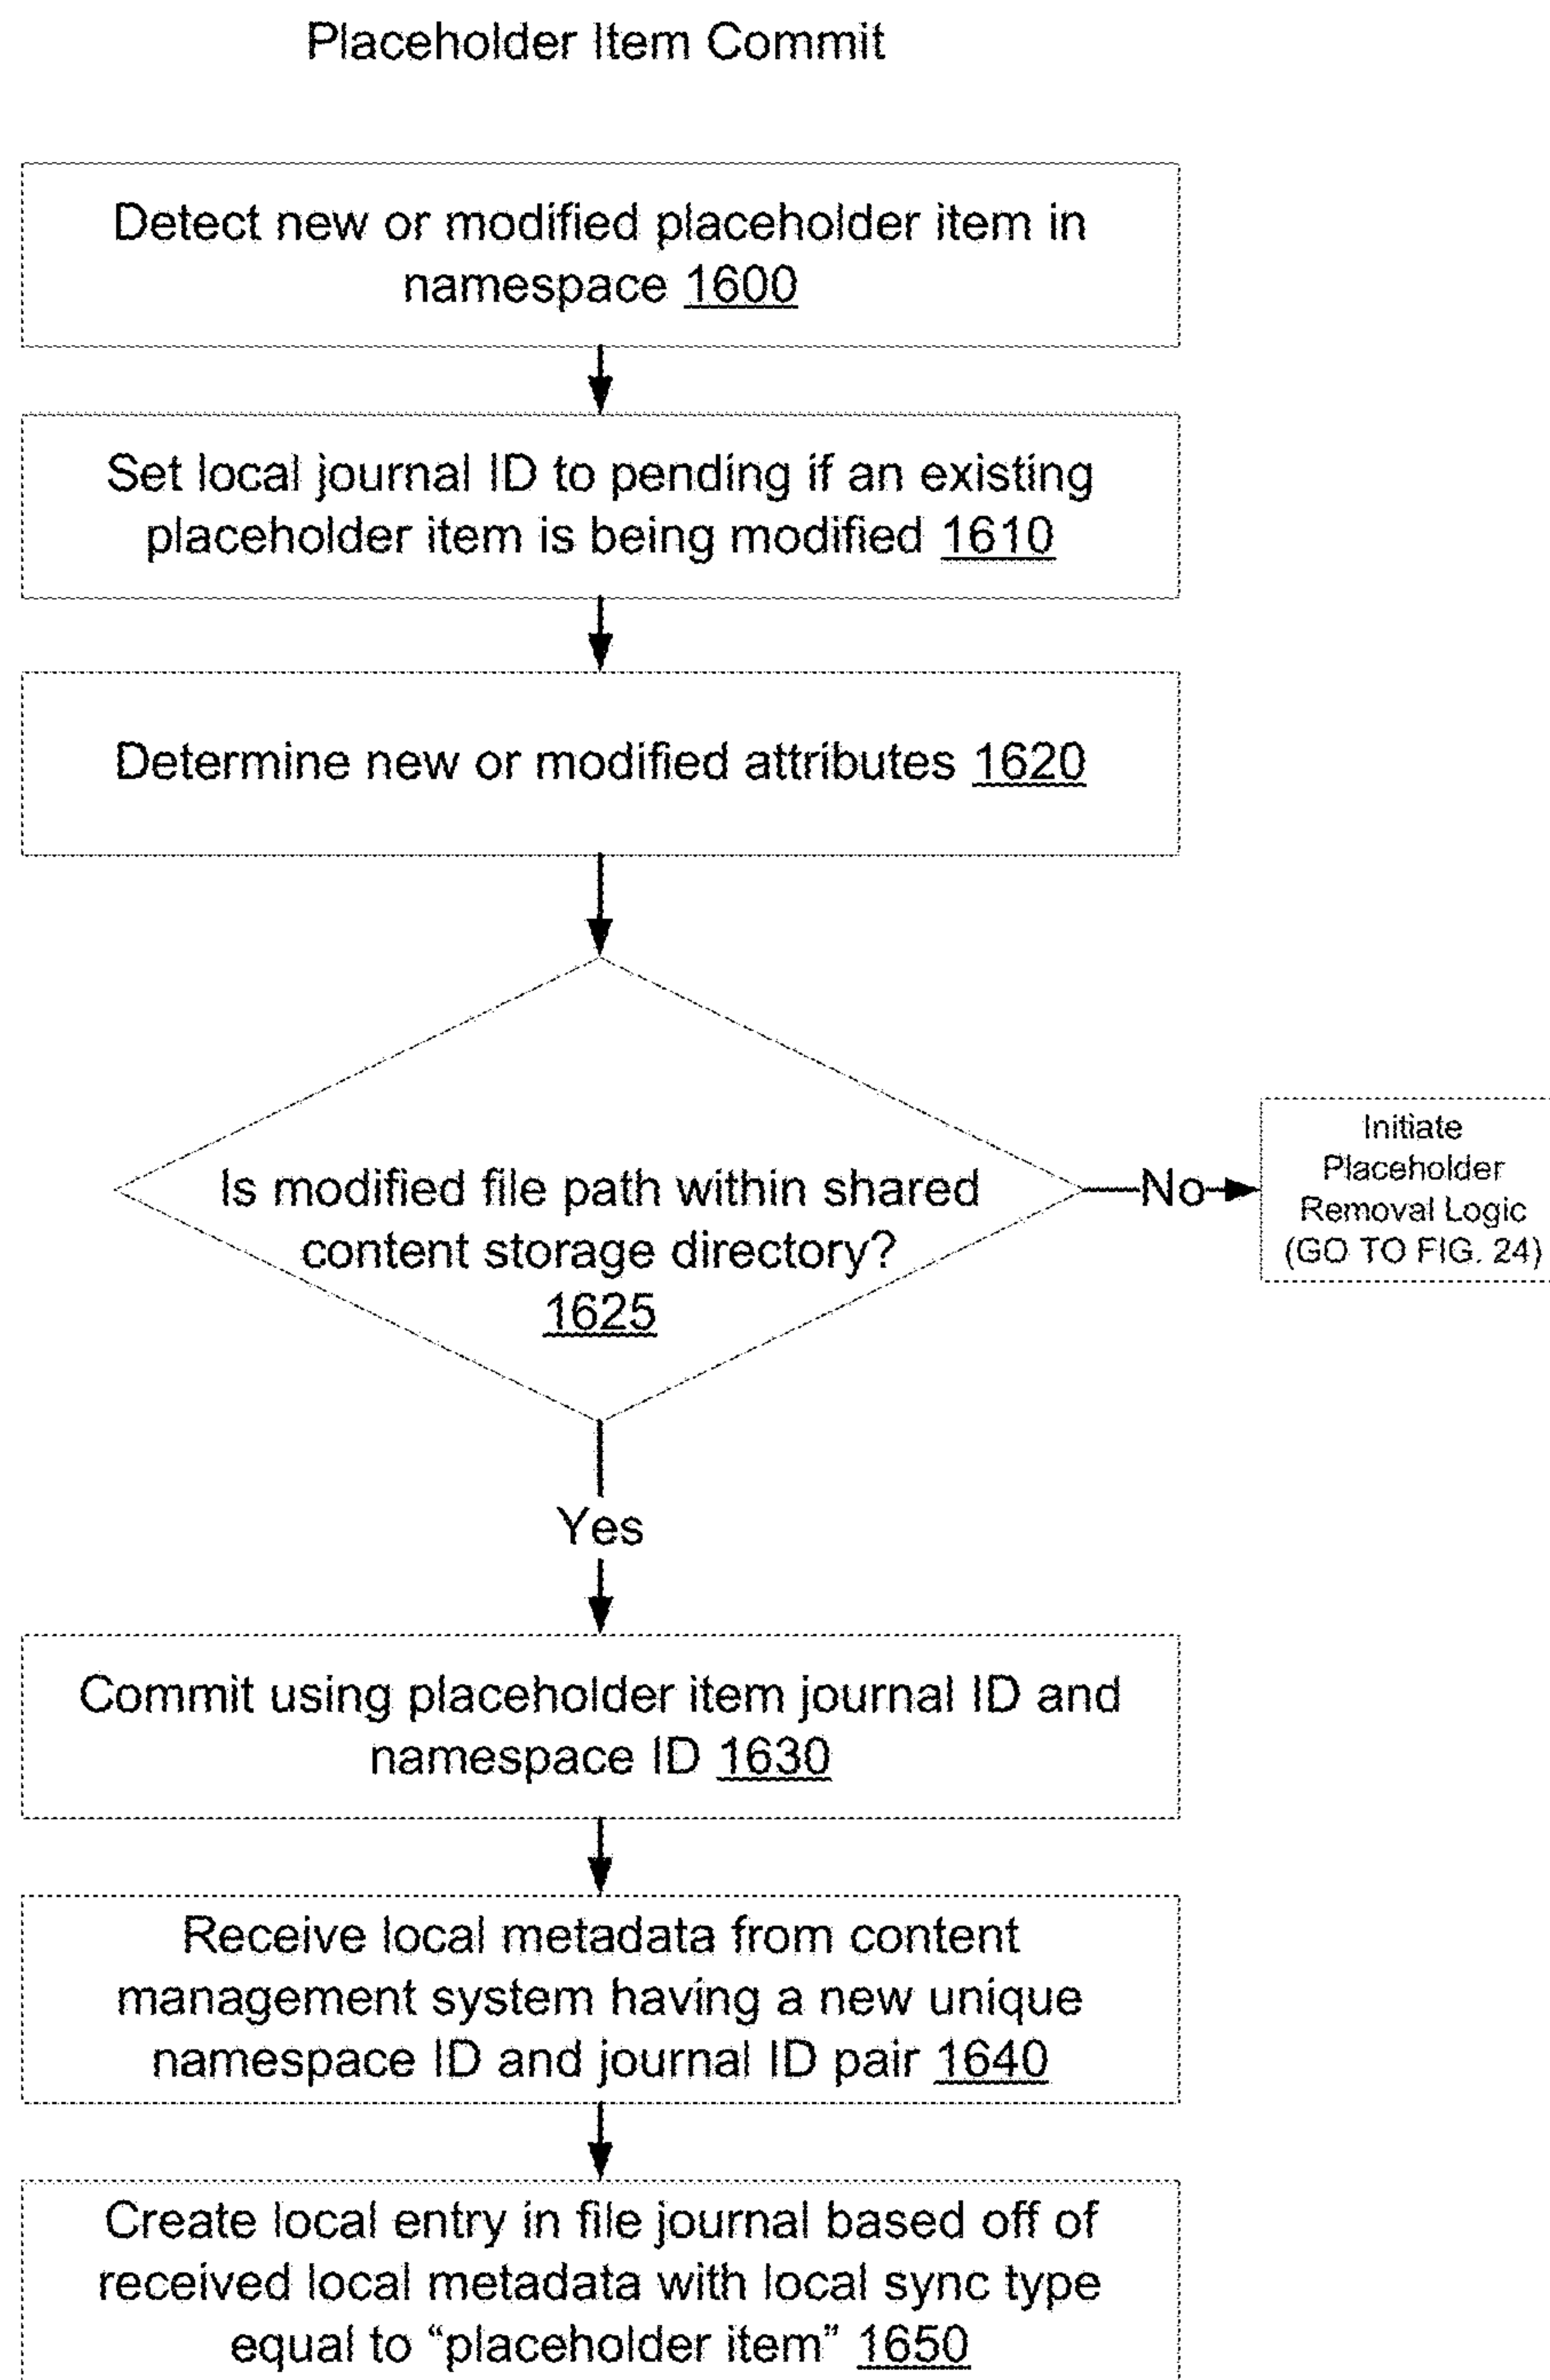 Placeholder Item Commit
Detect new or modified placeholder item in
namespace 1600
Set local journal ID to pending if an existing
placeholder item is being modified 1610
Determine new or modified attributes 1620
Is modified file path within shared
content storage directory?
1625
No
Initiate
Placeholder
Removal Logic
(GO TO FIG. 24)
Yes
Commit using placeholder item journal ID and
namespace ID 1630
Receive local metadata from content
management system having a new unique
namespace ID and journal ID pair 1640
Create local entry in file journal based off of
received local metadata with local sync type
equal to “placeholder item” 1650